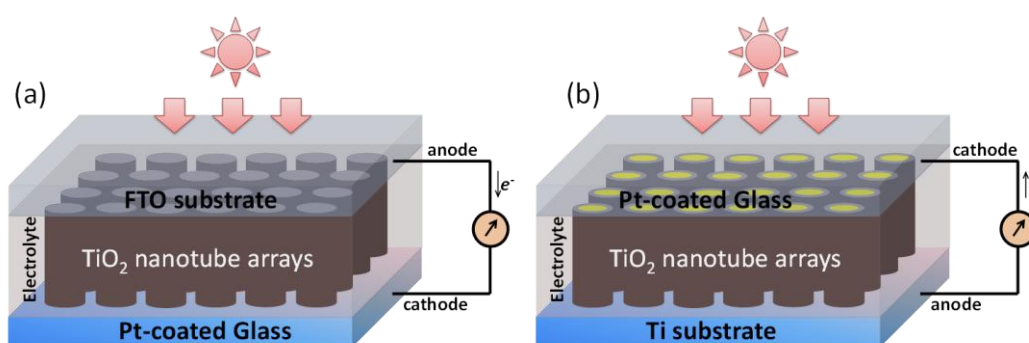 (a)
anode
e⁻
FTO substrate
Electrolyte
TiO₂ nanotube arrays
cathode
Pt-coated Glass
(b)
cathode
Pt-coated Glass
Electrolyte
TiO₂ nanotube arrays
anode
Ti substrate